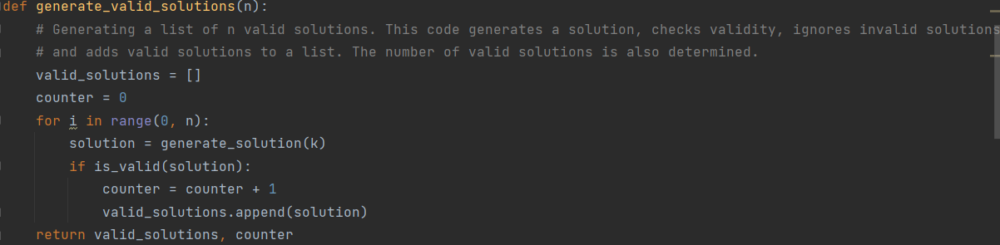 def generate_valid_solutions(n):
    # Generating a list of n valid solutions. This code generates a solution, checks validity, ignores invalid solutions
    # and adds valid solutions to a list. The number of valid solutions is also determined.
    valid_solutions = []
    counter = 0
    for i in range(0, n):
        solution = generate_solution(k)
        if is_valid(solution):
            counter = counter + 1
            valid_solutions.append(solution)
    return valid_solutions, counter